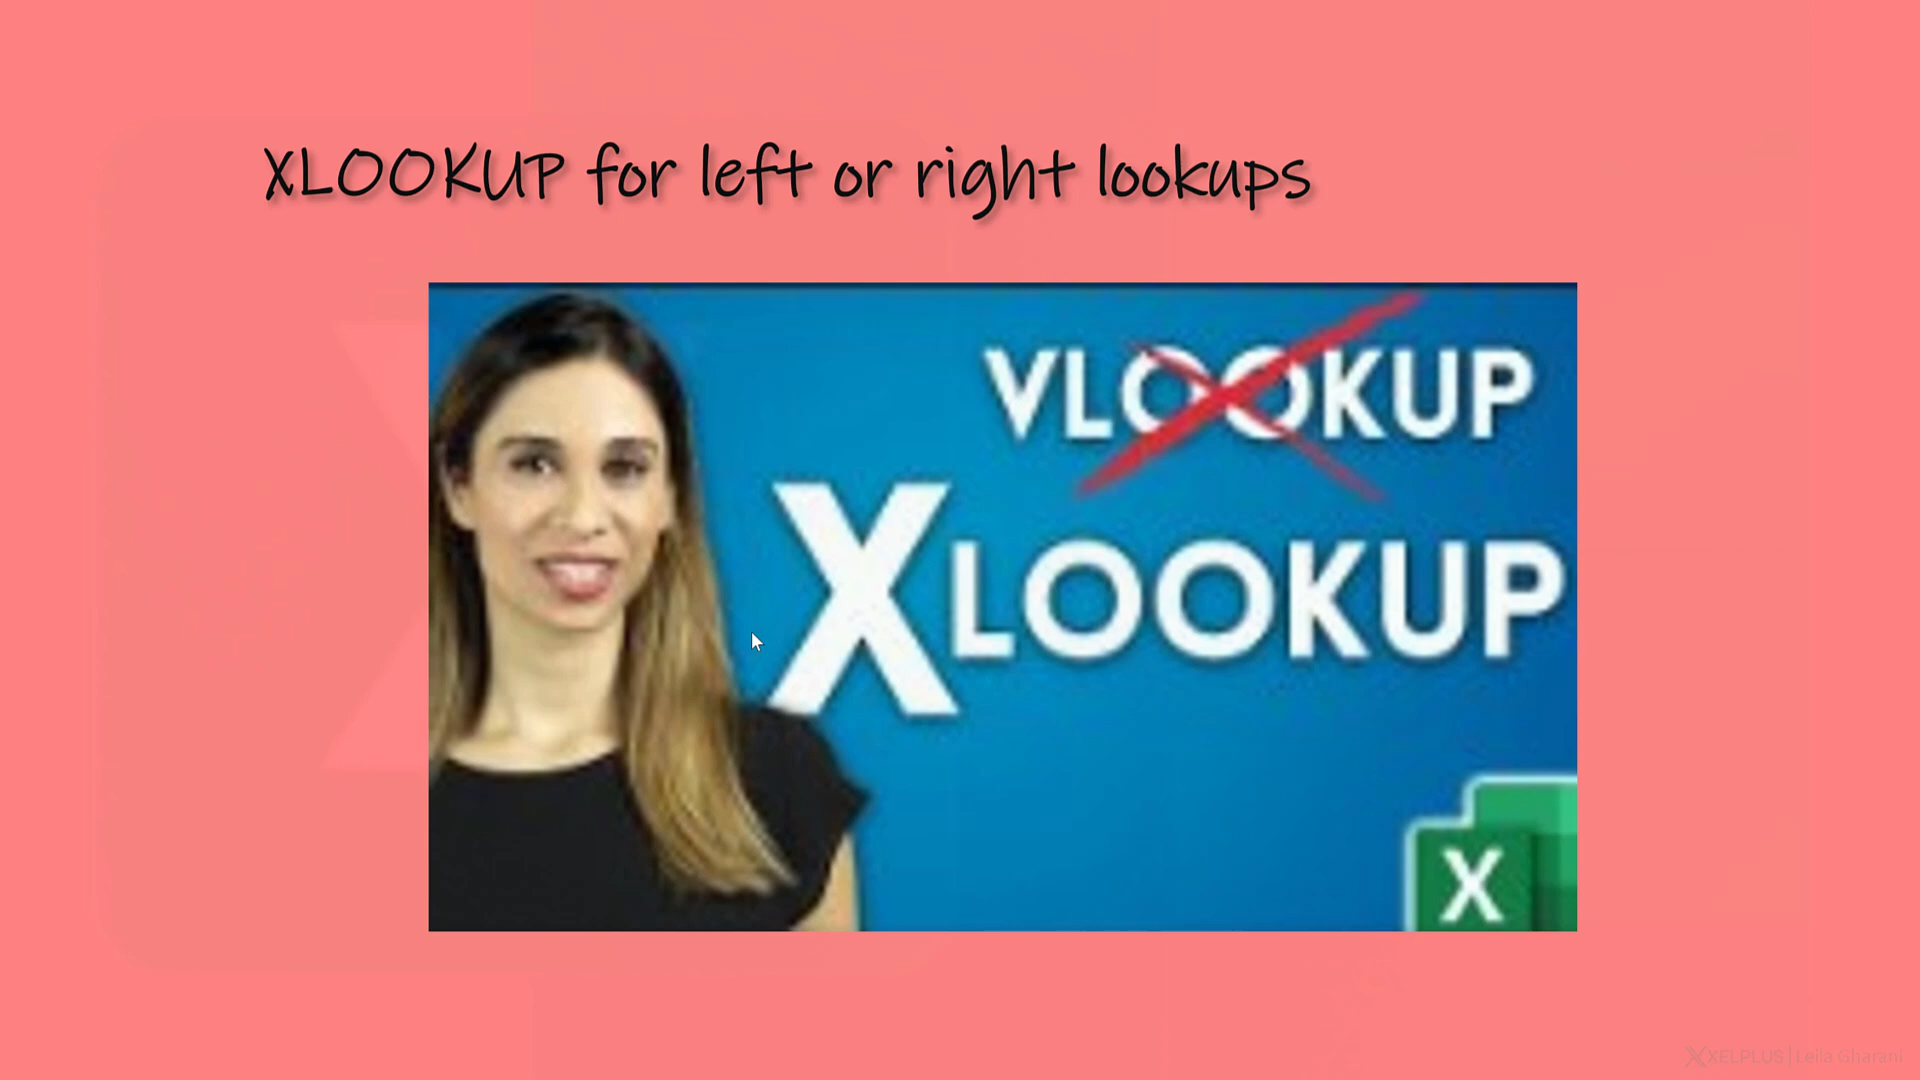 XLOOKUP for left or right lookups
VLOOKUP
XLOOKUP
X
XELPLUS | Leila Gharani